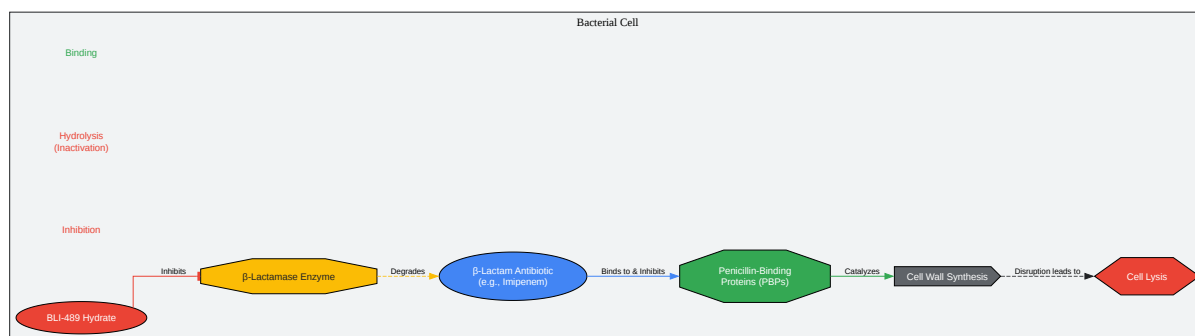 Bacterial Cell
Binding
Hydrolysis
(Inactivation)
Inhibition
BLI-489 Hydrate
Inhibits
β-Lactamase Enzyme
Degrades
β-Lactam Antibiotic
(e.g., Imipenem)
Binds to & Inhibits
Penicillin-Binding
Proteins (PBPs)
Catalyzes
Cell Wall Synthesis
Disruption leads to
Cell Lysis